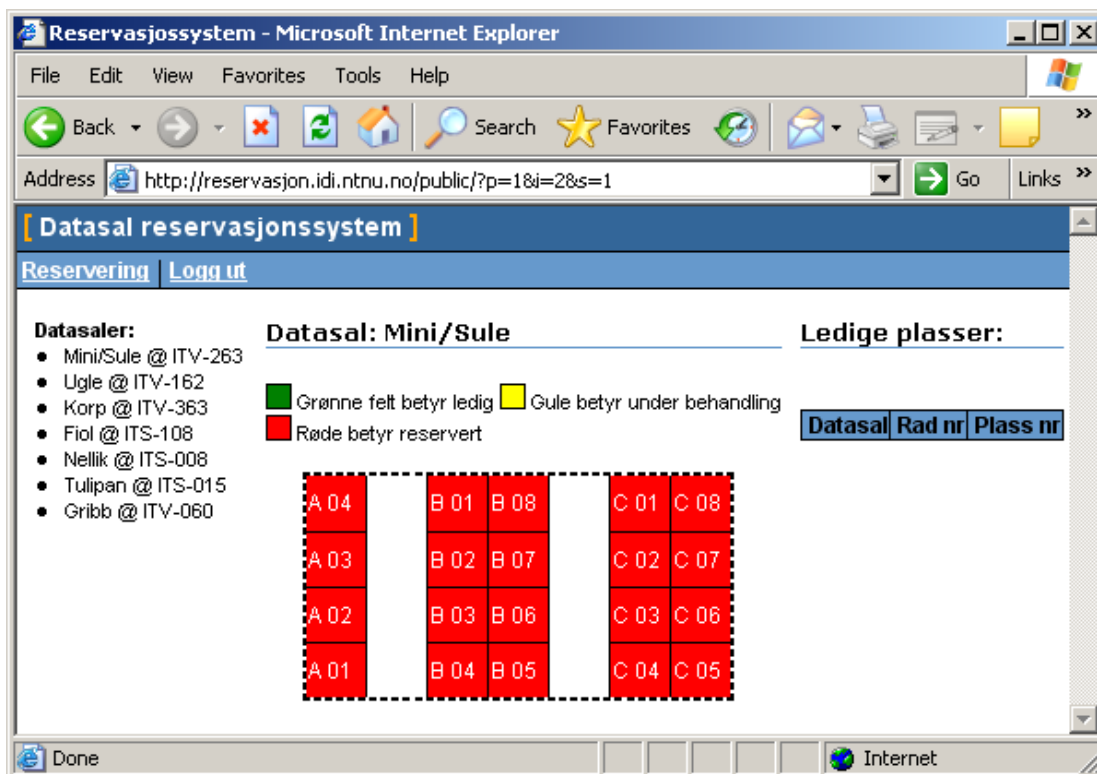 Reservasjossystem - Microsoft Internet Explorer
File Edit View Favorites Tools Help
Back Search Favorites »
Address http://reservasjon.idi.ntnu.no/public/?p=1&i=2&s=1 Go Links »
[ Datasal reservasjonssystem ]
Reservering | Logg ut
Datasaler:
• Mini/Sule @ ITV-263
• Ugle @ ITV-162
• Korp @ ITV-363
• Fiol @ ITS-108
• Nellik @ ITS-008
• Tulipan @ ITS-015
• Gribb @ ITV-060
Datasal: Mini/Sule
Grønne felt betyr ledig Gule betyr under behandling
Røde betyr reservert
A 04 B 01 B 08 C 01 C 08
A 03 B 02 B 07 C 02 C 07
A 02 B 03 B 06 C 03 C 06
A 01 B 04 B 05 C 04 C 05
Ledige plasser:
Datasal Rad nr Plass nr
Done Internet